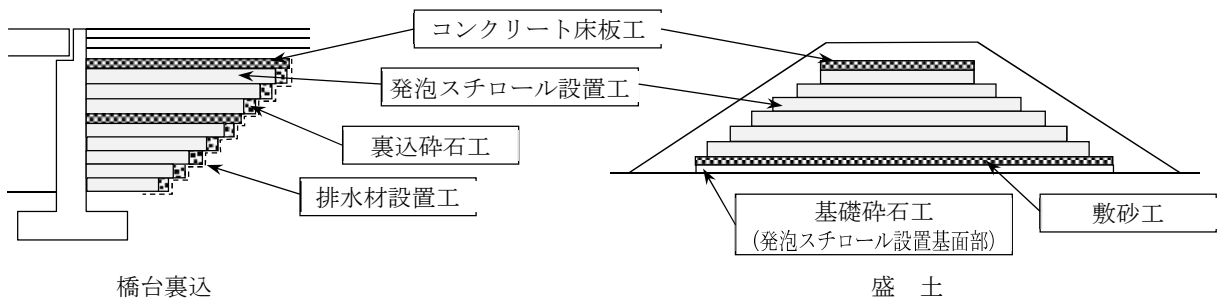 コンクリート床板工
発泡スチロール設置工
裏込砕石工
排水材設置工
基礎砕石工
(発泡スチロール設置基面部)
敷砂工
橋台裏込
盛　土